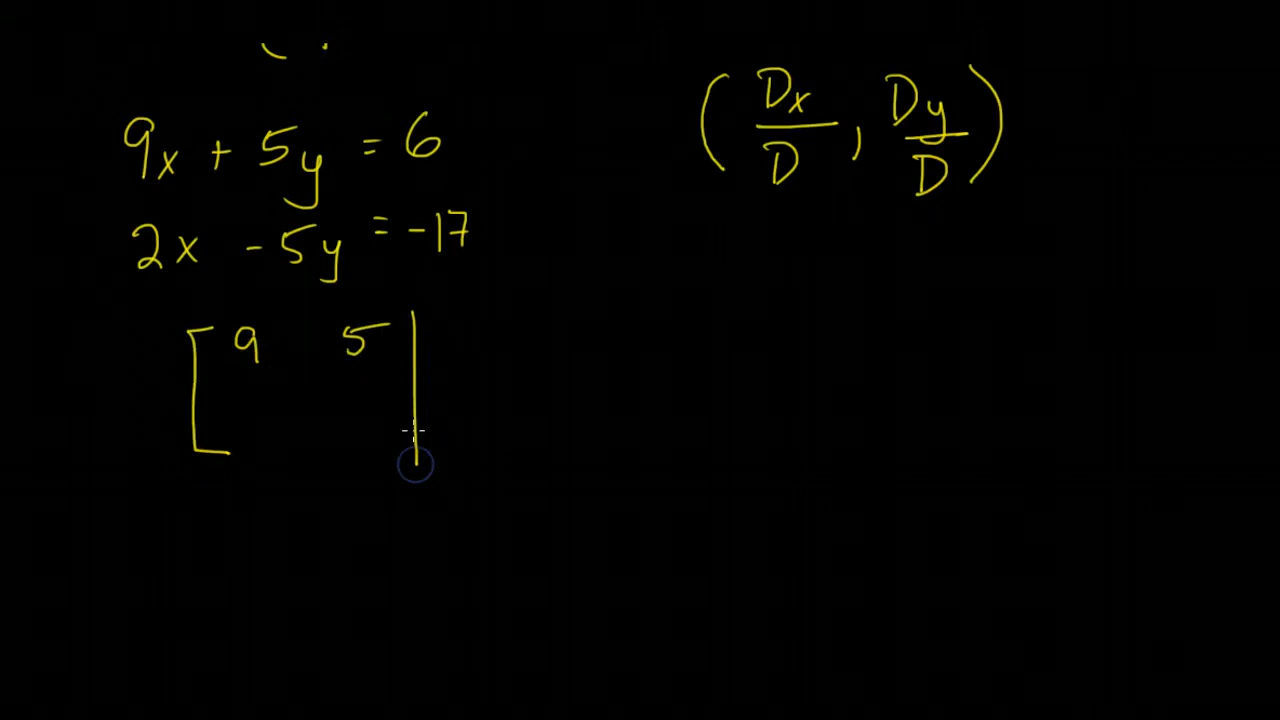 9x + 5y = 6
2x - 5y = -17
[ 9 5 |
( Dx/D , Dy/D )